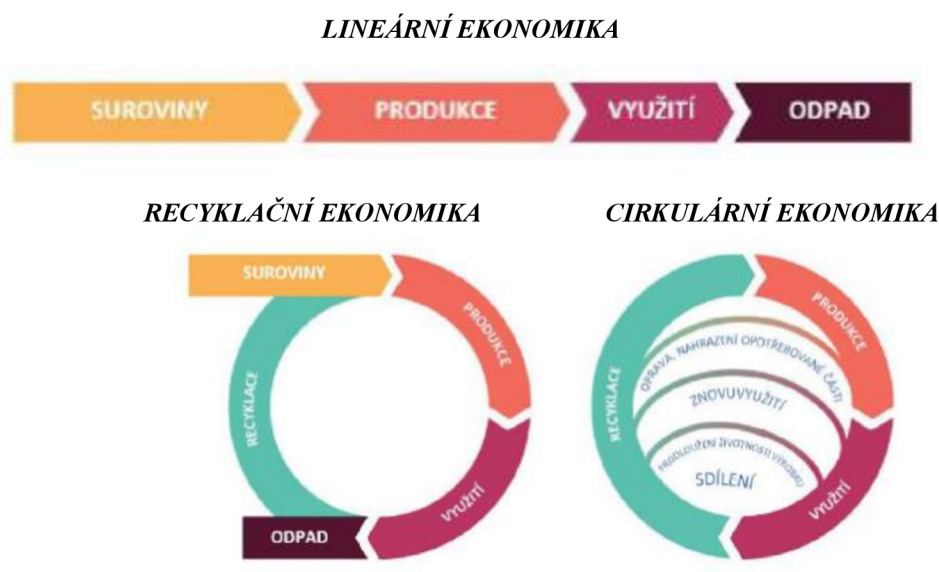 LINEÁRNÍ EKONOMIKA
SUROVINY
PRODUKCE
VYUŽITÍ
ODPAD
RECYKLAČNÍ EKONOMIKA
SUROVINY
PRODUKCE
VYUŽITÍ
ODPAD
RECYKLACE
CIRKULÁRNÍ EKONOMIKA
PRODUKCE
VYUŽITÍ
RECYKLACE
OPRAVA, NAHRAZENÍ OPOTŘEBOVANÉ ČÁSTI
ZNOVUVYUŽITÍ
PRODLOUŽENÍ ŽIVOTNOSTI VÝROBKU
SDÍLENÍ